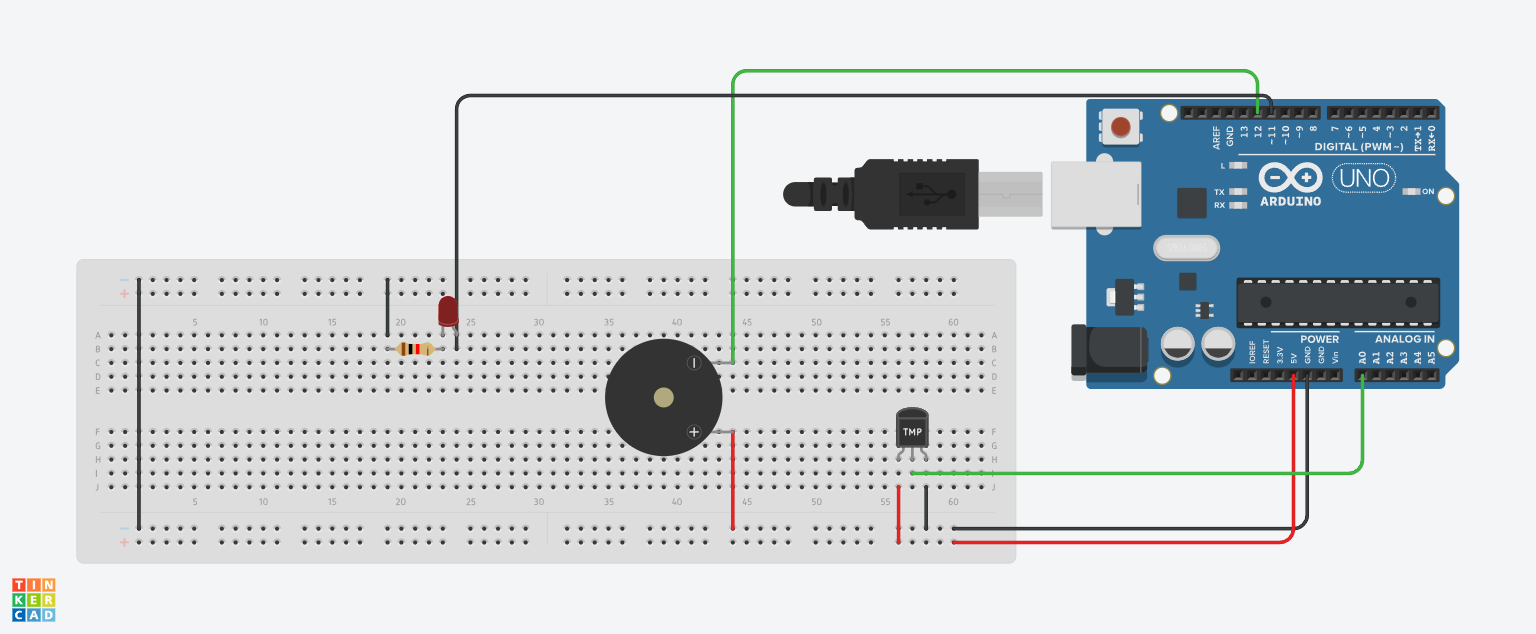 AREF
GND
13
12
~11
~10
~9
8
7
~6
~5
4
~3
2
TX→1
RX←0
DIGITAL (PWM~)
L
TX
RX
UNO
ARDUINO
ON
− 
+
5 10 15 20 25 30 35 40 45 50 55 60
A A
B B
C C
D D
E E
F F
G G
H H
I
J J
5 10 15 20 25 30 35 40 45 50 55 60
−
+
TMP
POWER
ANALOG IN
IOREF
RESET
3.3V
5V
GND
GND
Vin
A0
A1
A2
A3
A4
A5
TIN
KER
CAD